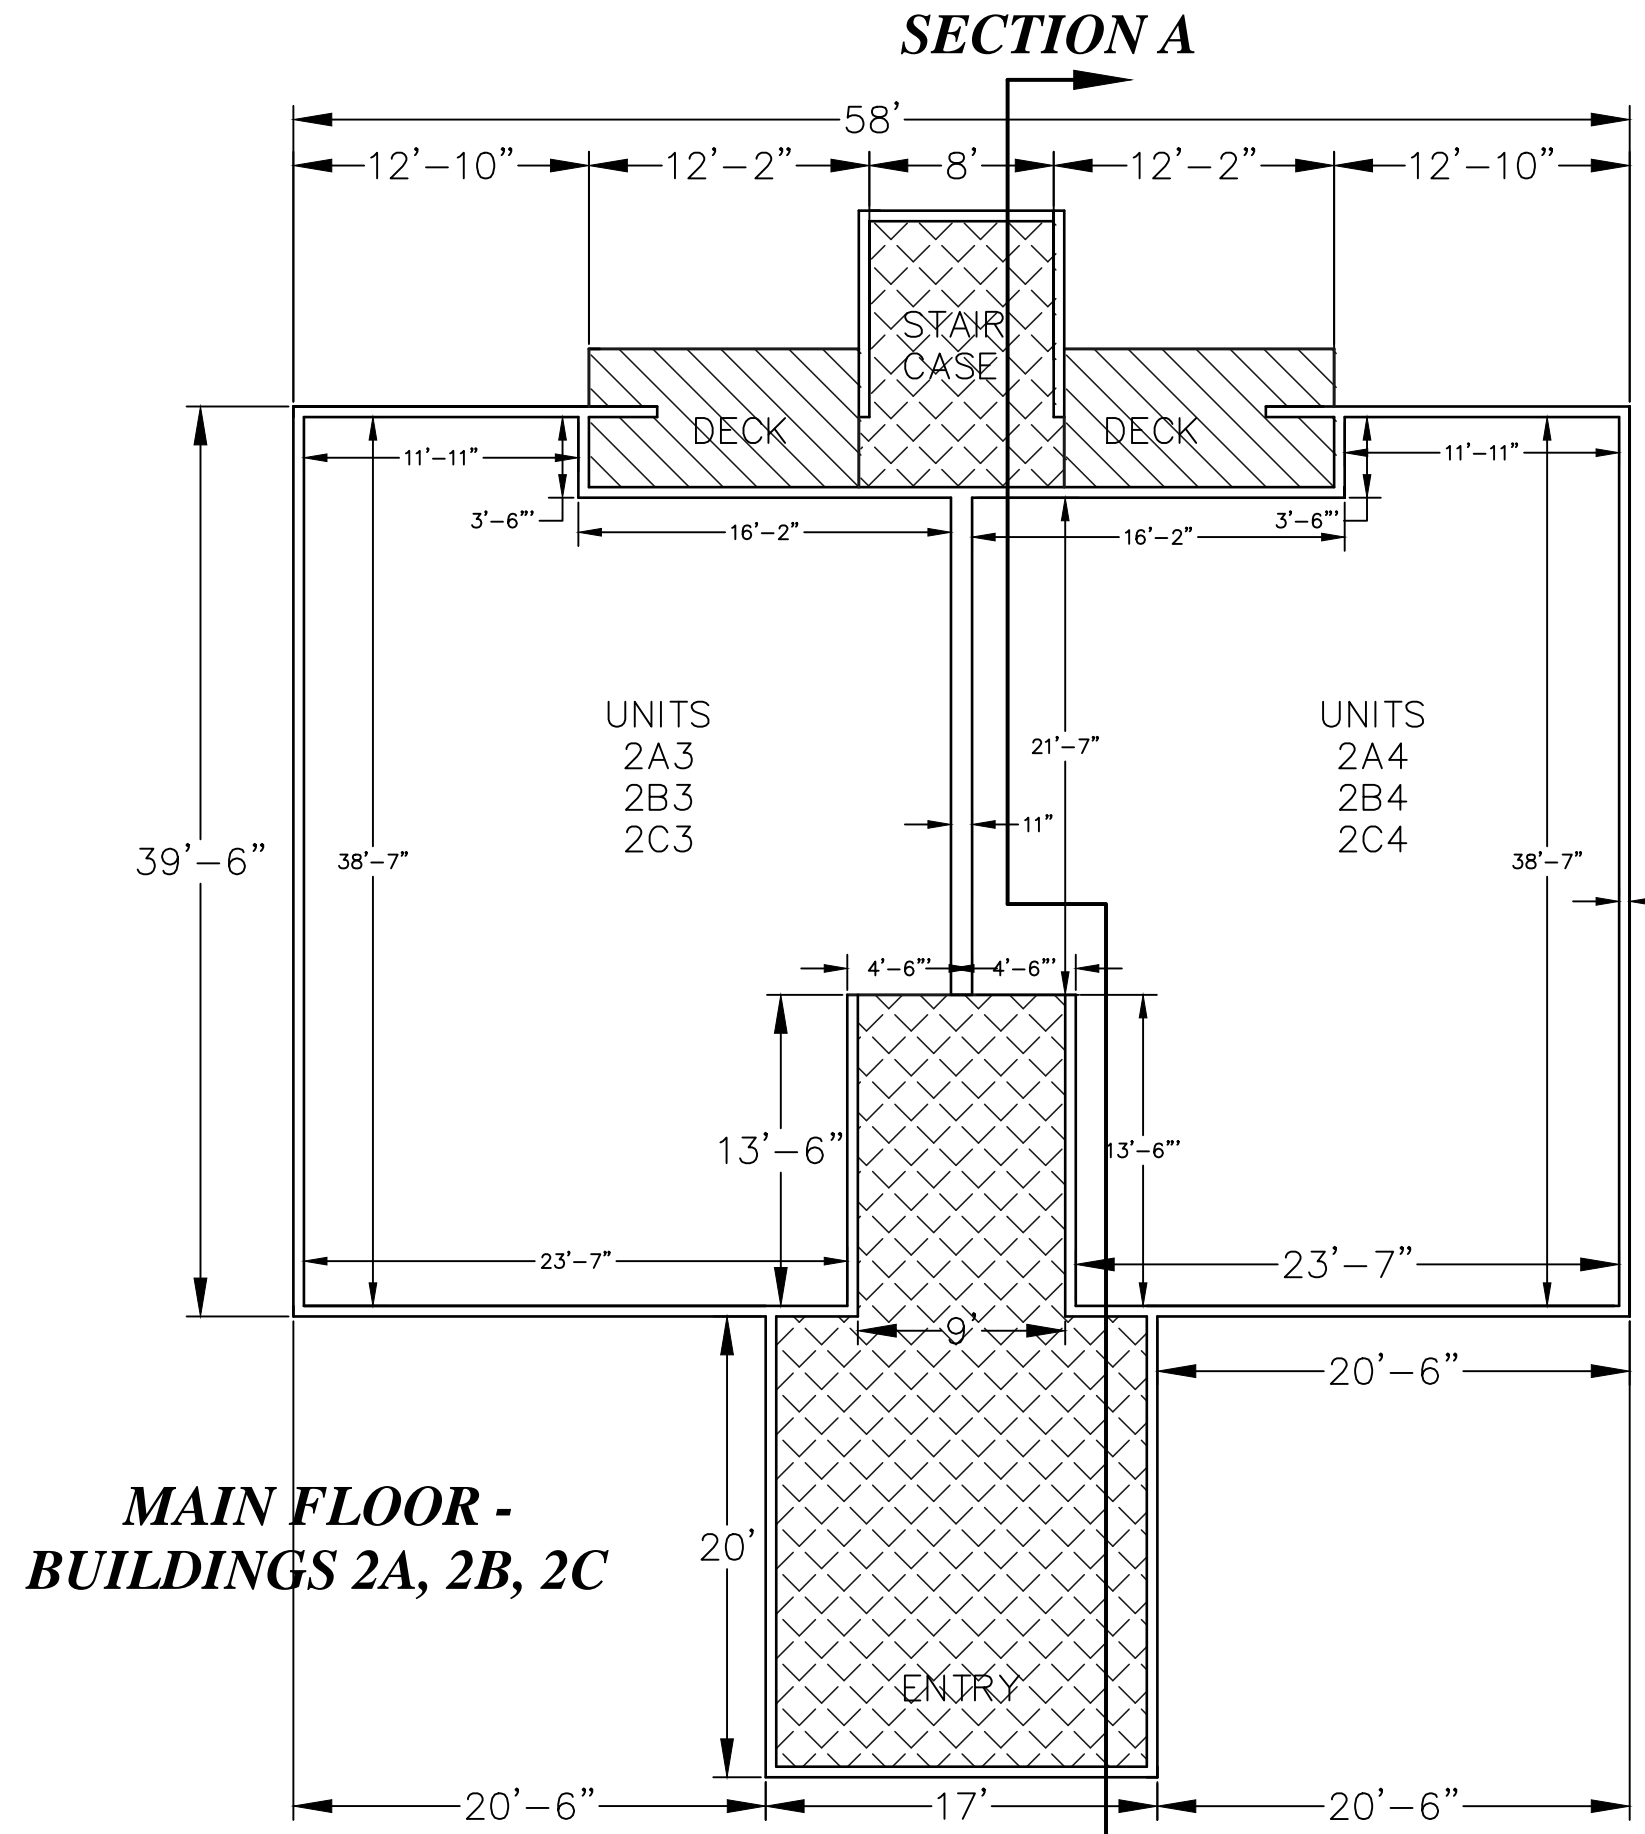 SECTION A
58'
12'-10" 12'-2" 8' 12'-2" 12'-10"
STAIR
CASE
DECK DECK
11'-11" 11'-11"
3'-6"' 3'-6"'
16'-2" 16'-2"
UNITS
2A3
2B3
2C3
UNITS
2A4
2B4
2C4
21'-7"
11"
39'-6" 38'-7" 38'-7"
4'-6"' 4'-6"'
13'-6" 13'-6"'
23'-7" 23'-7"
9'
20'-6"
MAIN FLOOR -
BUILDINGS 2A, 2B, 2C
20'
ENTRY
20'-6" 17' 20'-6"